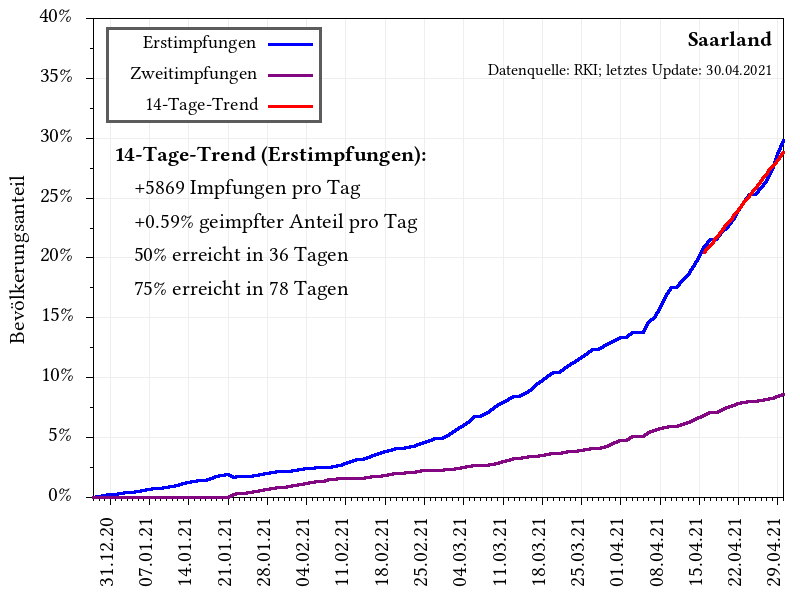 40%
35%
30%
25%
20%
15%
10%
5%
0%
Bevölkerungsanteil
Erstimpfungen
Zweitimpfungen
14-Tage-Trend
Saarland
Datenquelle: RKI; letztes Update: 30.04.2021
14-Tage-Trend (Erstimpfungen):
+5869 Impfungen pro Tag
+0.59% geimpfter Anteil pro Tag
50% erreicht in 36 Tagen
75% erreicht in 78 Tagen
31.12.20
07.01.21
14.01.21
21.01.21
28.01.21
04.02.21
11.02.21
18.02.21
25.02.21
04.03.21
11.03.21
18.03.21
25.03.21
01.04.21
08.04.21
15.04.21
22.04.21
29.04.21